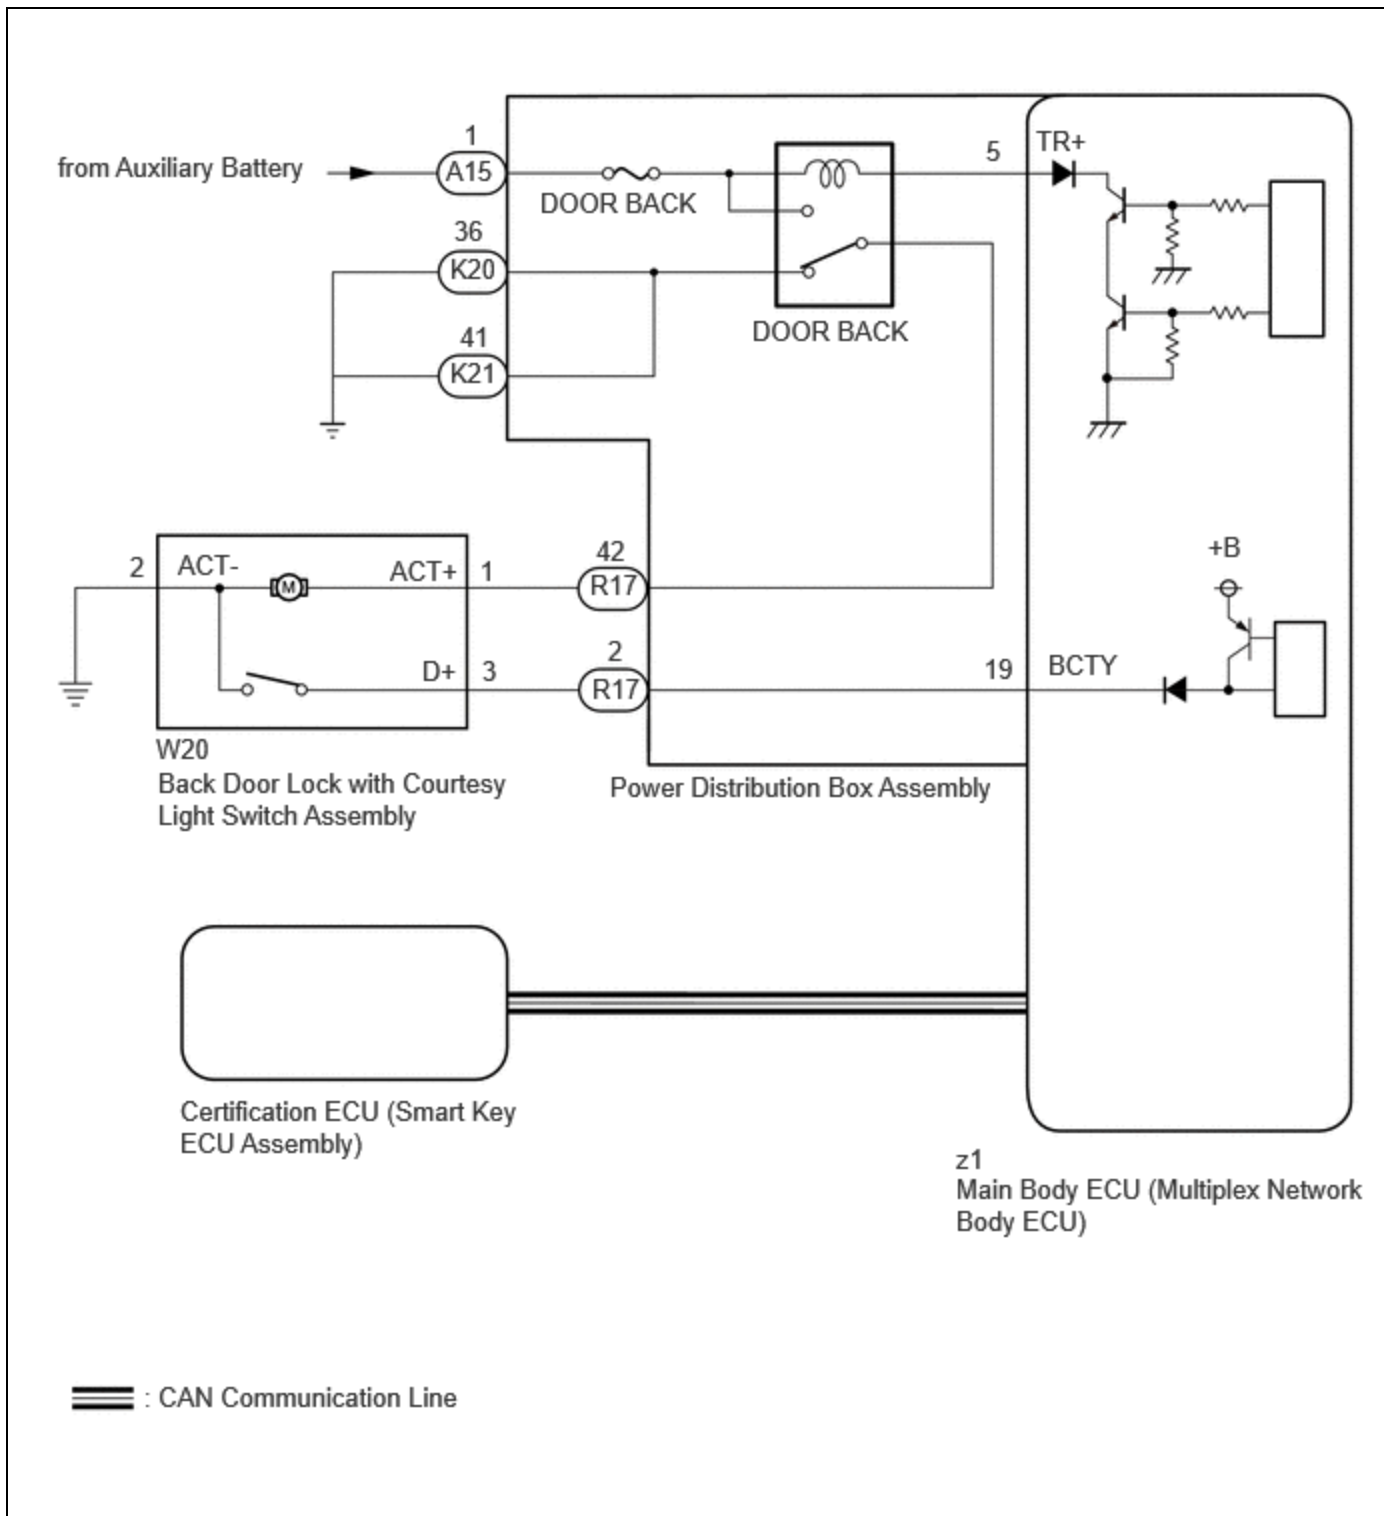 1
from Auxiliary Battery
A15
DOOR BACK
5
TR+
36
K20
DOOR BACK
41
K21
2
ACT-
M
ACT+
1
42
R17
+B
D+
3
2
R17
19
BCTY
W20
Back Door Lock with Courtesy
Light Switch Assembly
Power Distribution Box Assembly
Certification ECU (Smart Key
ECU Assembly)
z1
Main Body ECU (Multiplex Network
Body ECU)
: CAN Communication Line